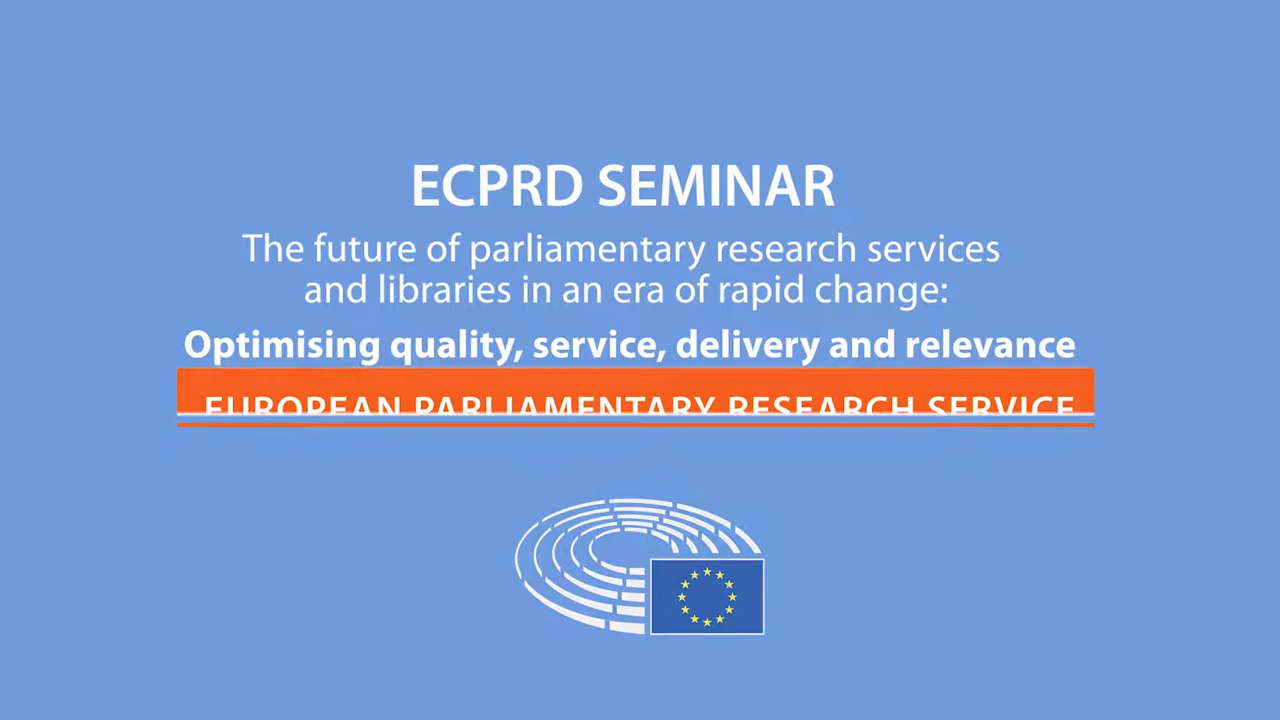 ECPRD SEMINAR
The future of parliamentary research services
and libraries in an era of rapid change:
Optimising quality, service, delivery and relevance
EUROPEAN PARLIAMENTARY RESEARCH SERVICE